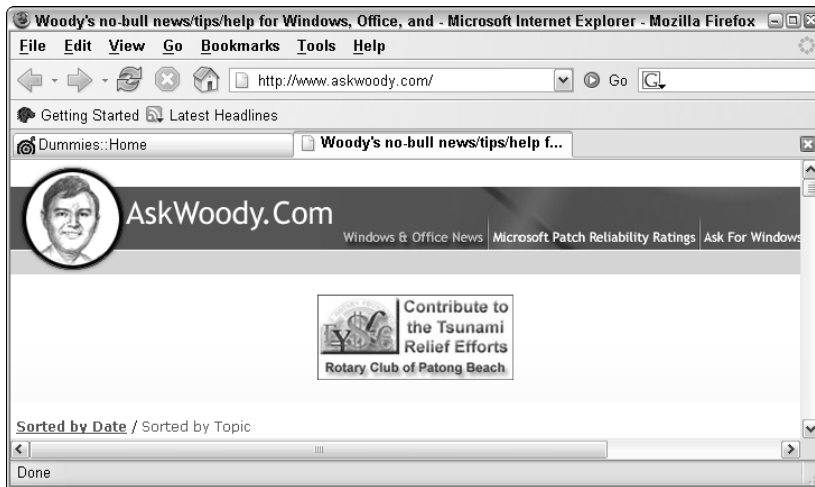 Woody's no-bull news/tips/help for Windows, Office, and - Microsoft Internet Explorer - Mozilla Firefox
File Edit View Go Bookmarks Tools Help
http://www.askwoody.com/ Go G
Getting Started Latest Headlines
Dummies::Home Woody's no-bull news/tips/help f...
AskWoody.Com
Windows & Office News Microsoft Patch Reliability Ratings Ask For Windows
Contribute to
the Tsunami
Relief Efforts
Rotary Club of Patong Beach
Sorted by Date / Sorted by Topic
Done